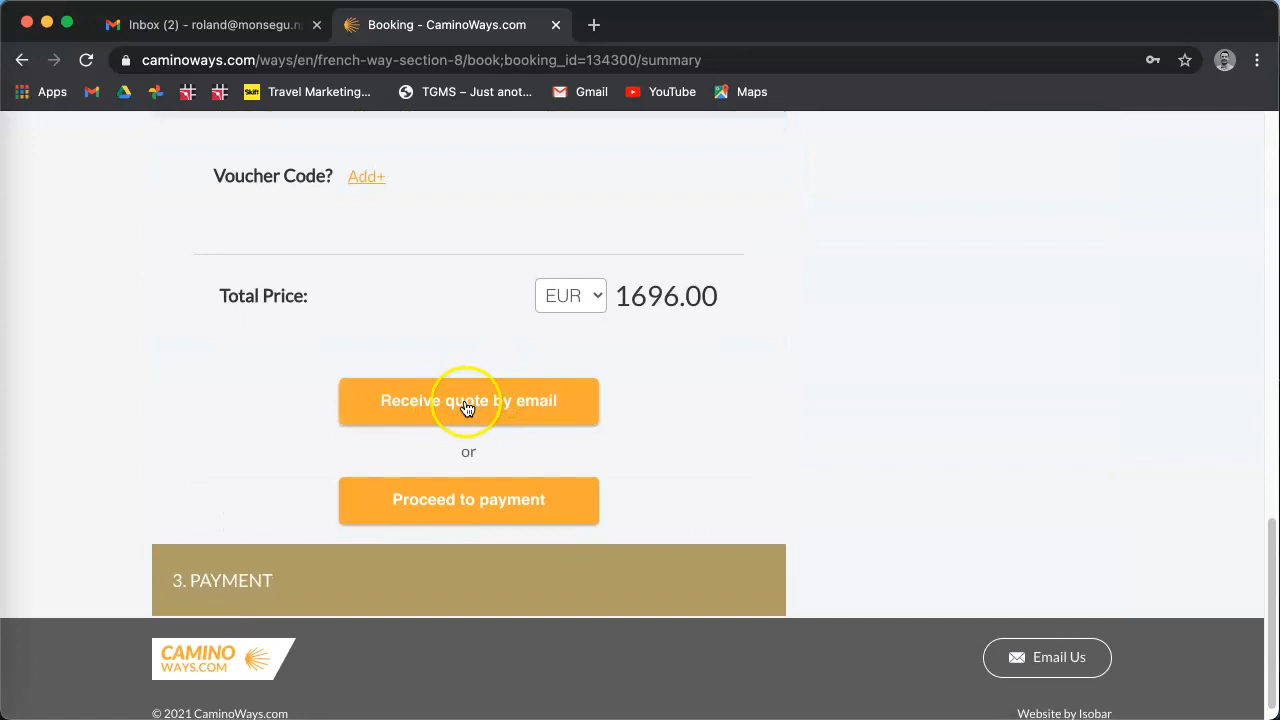 Inbox (2) - roland@monsegu.n
Booking - CaminoWays.com
caminoways.com/ways/en/french-way-section-8/book;booking_id=134300/summary
Apps
Travel Marketing...
TGMS – Just anot...
Gmail
YouTube
Maps
Voucher Code? Add+
Total Price: EUR 1696.00
Receive quote by email
or
Proceed to payment
3. PAYMENT
CAMINO
WAYS.COM
Email Us
© 2021 CaminoWays.com
Website by Isobar